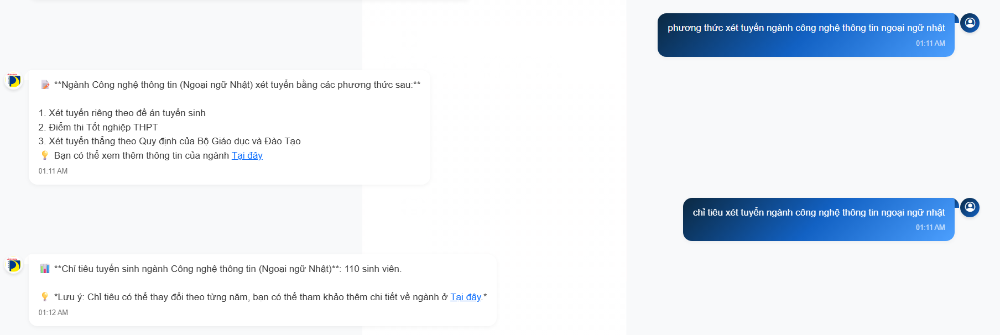 phương thức xét tuyển ngành công nghệ thông tin ngoại ngữ nhật
01:11 AM
**Ngành Công nghệ thông tin (Ngoại ngữ Nhật) xét tuyển bằng các phương thức sau:**
1. Xét tuyển riêng theo đề án tuyển sinh
2. Điểm thi Tốt nghiệp THPT
3. Xét tuyển thẳng theo Quy định của Bộ Giáo dục và Đào Tạo
Bạn có thể xem thêm thông tin của ngành Tại đây
01:11 AM
chỉ tiêu xét tuyển ngành công nghệ thông tin ngoại ngữ nhật
01:11 AM
**Chỉ tiêu tuyển sinh ngành Công nghệ thông tin (Ngoại ngữ Nhật)**: 110 sinh viên.
*Lưu ý: Chỉ tiêu có thể thay đổi theo từng năm, bạn có thể tham khảo thêm chi tiết về ngành ở Tại đây.*
01:12 AM